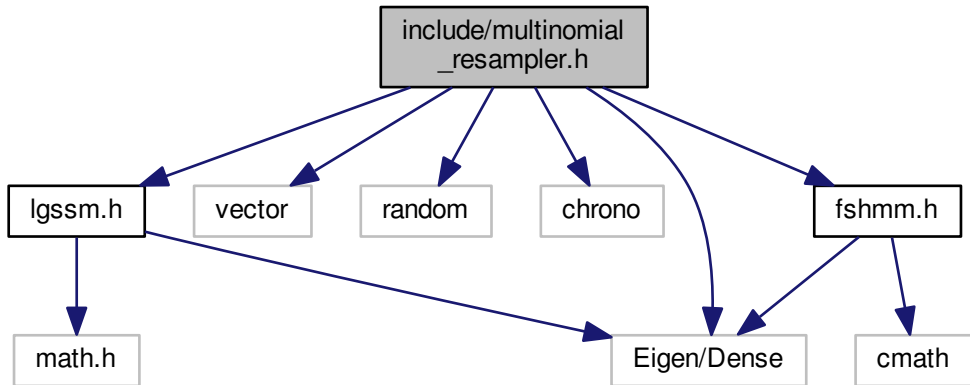 include/multinomial
_resampler.h
lgssm.h
vector
random
chrono
fshmm.h
math.h
Eigen/Dense
cmath